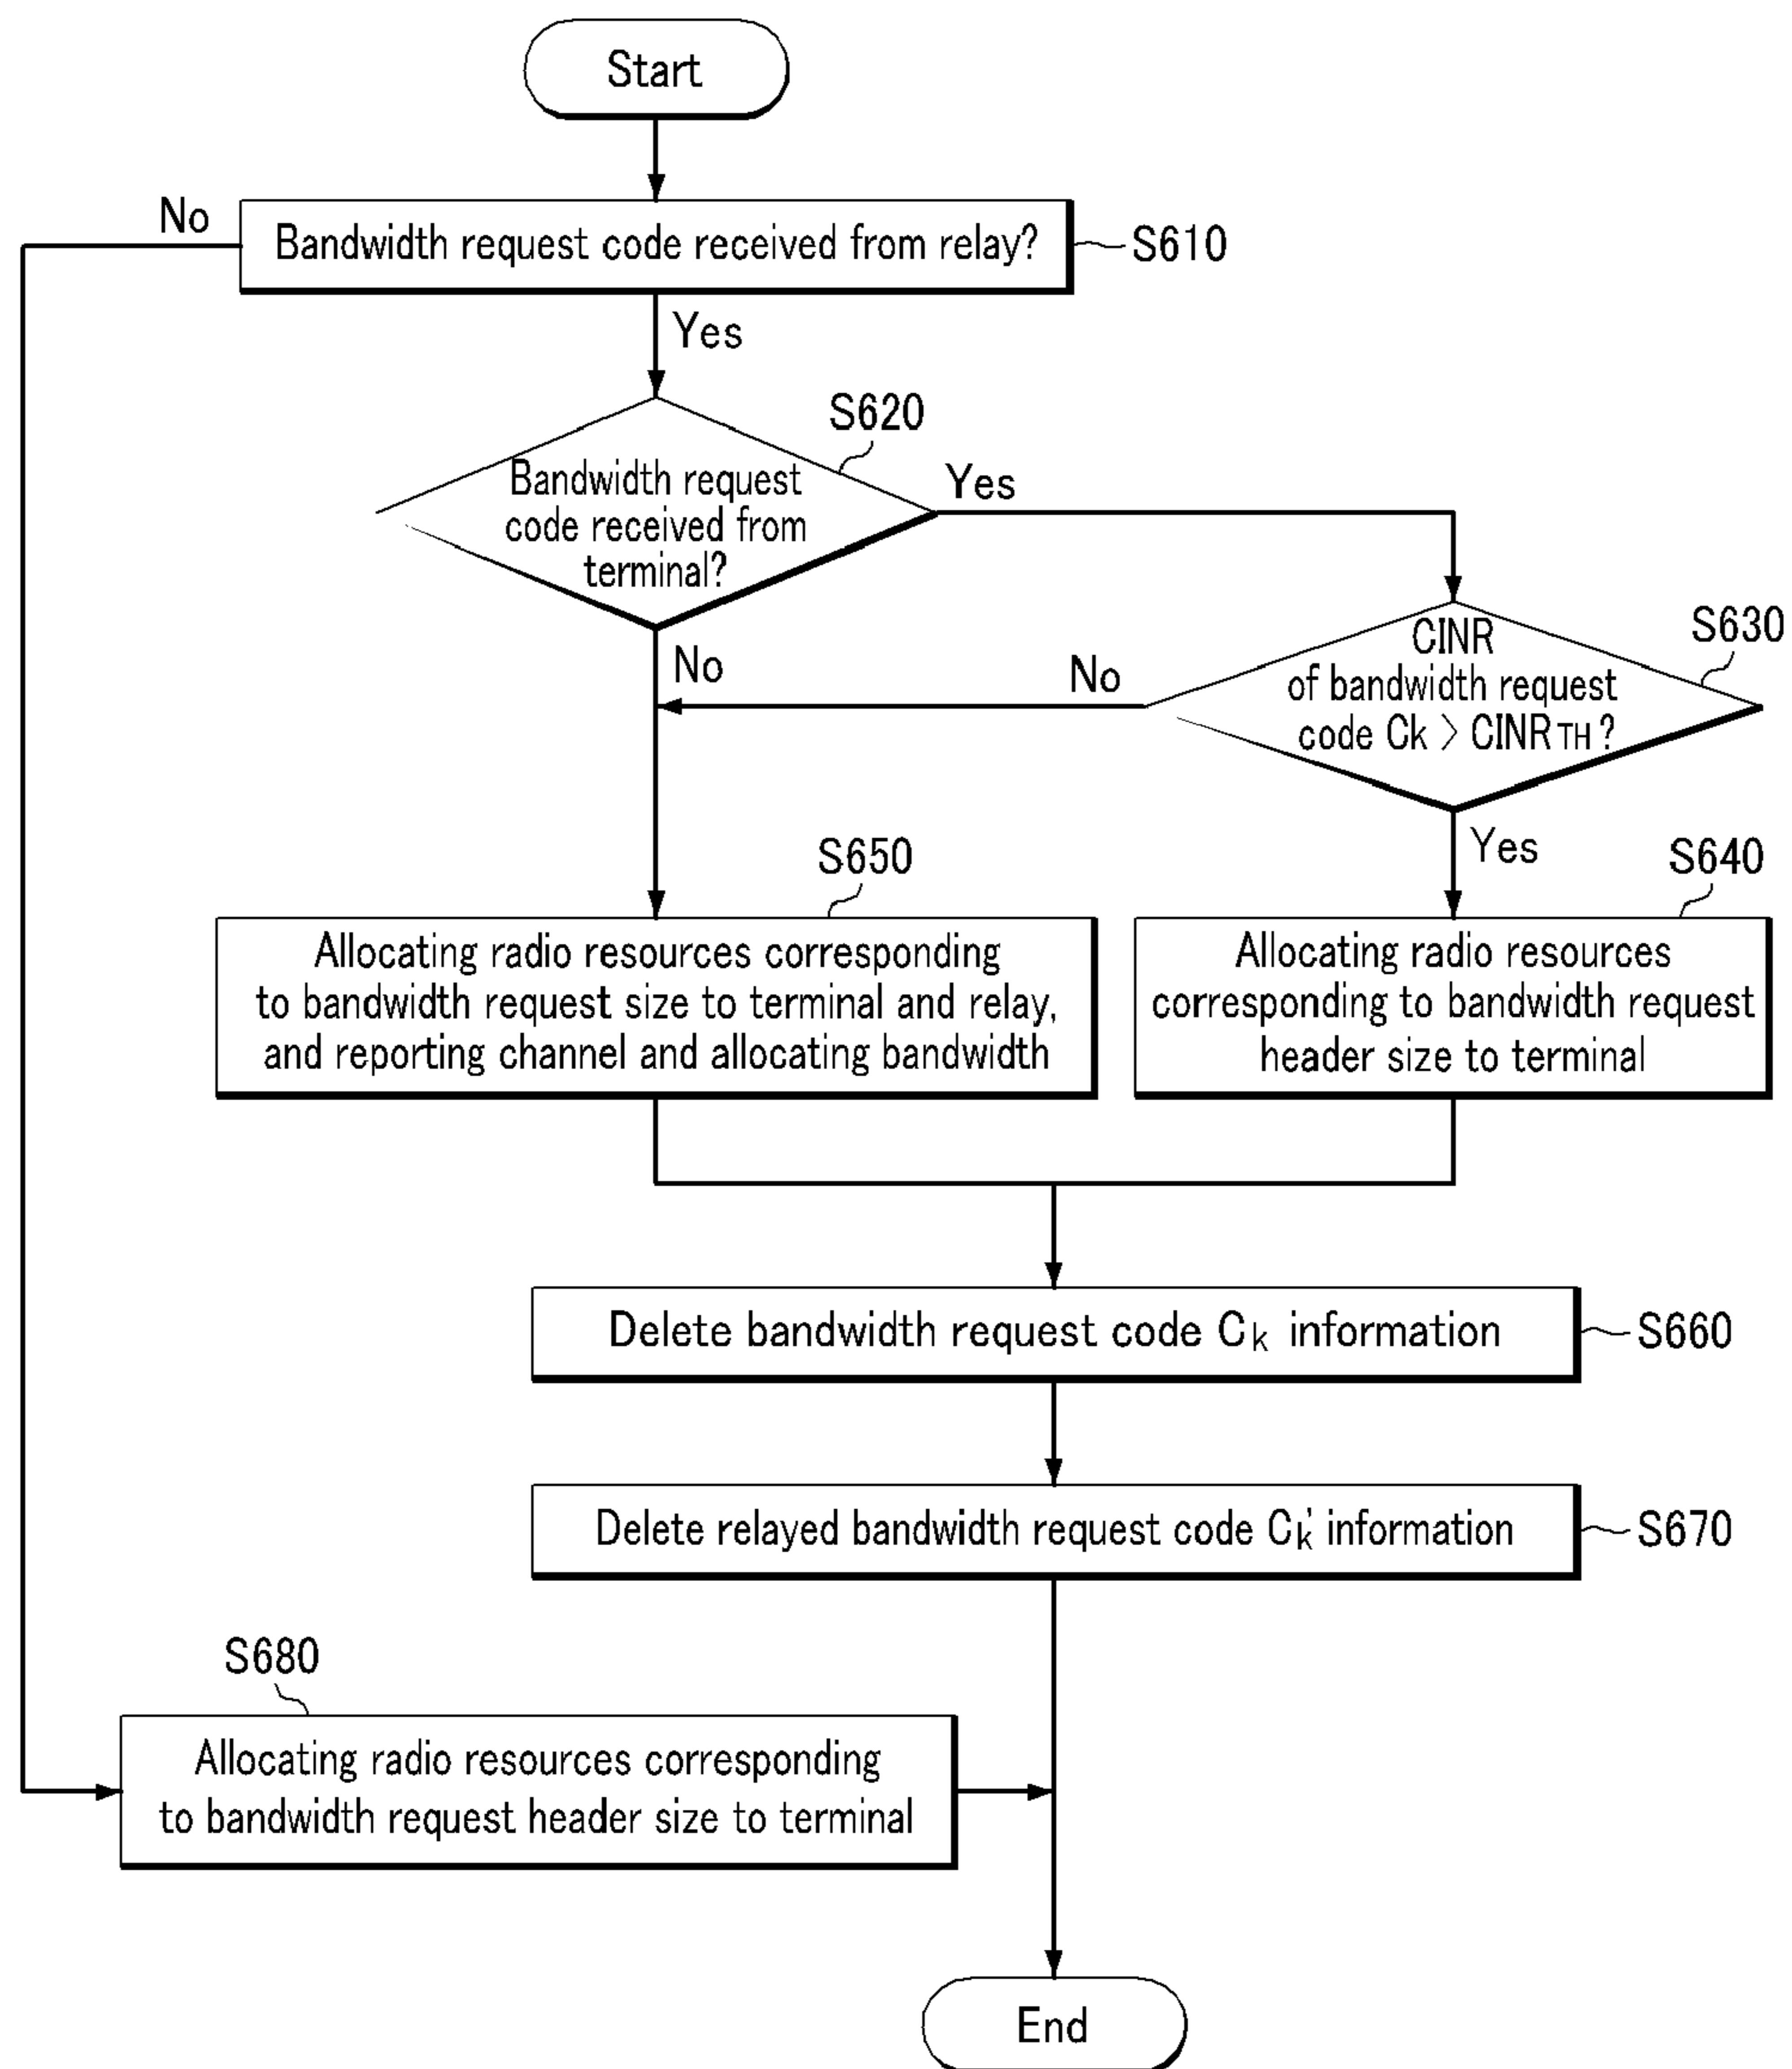 Start
No
Bandwidth request code received from relay?
S610
Yes
S620
Bandwidth request
code received from
terminal?
Yes
S630
CINR
of bandwidth request
code Ck > CINRTH?
No
No
Yes
S650
S640
Allocating radio resources corresponding
to bandwidth request size to terminal and relay,
and reporting channel and allocating bandwidth
Allocating radio resources
corresponding to bandwidth request
header size to terminal
Delete bandwidth request code Ck information
S660
Delete relayed bandwidth request code Ck' information
S670
S680
Allocating radio resources corresponding
to bandwidth request header size to terminal
End